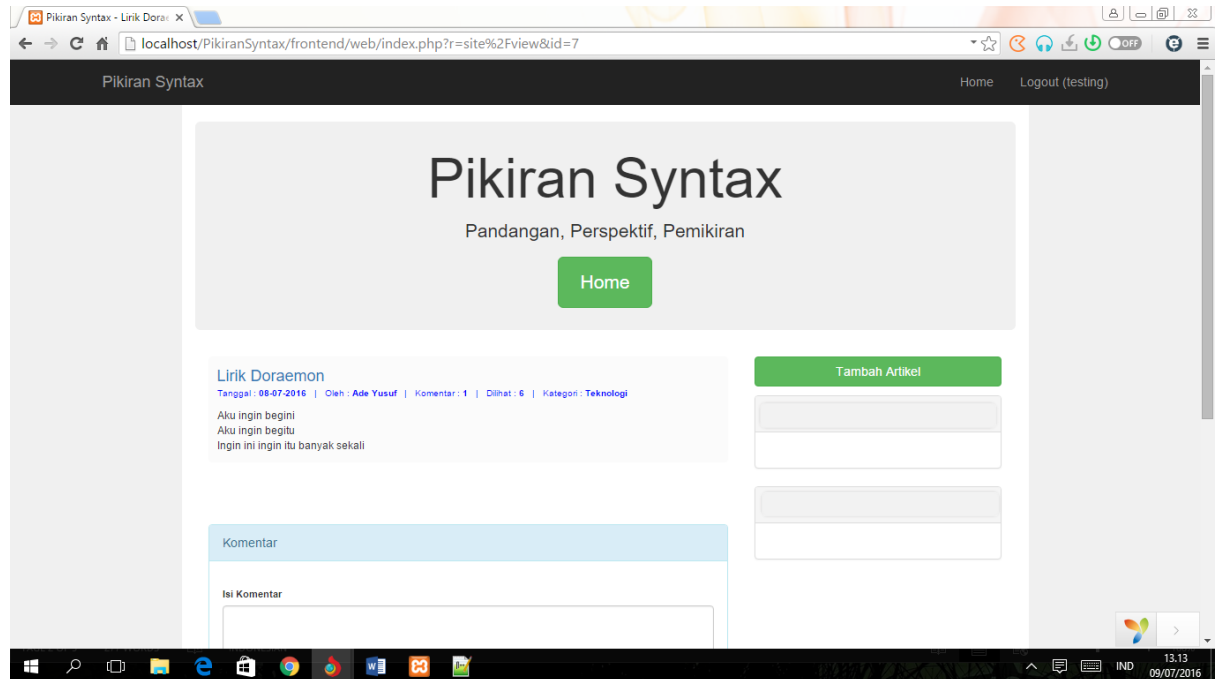 Pikiran Syntax - Lirik Dorae
localhost/PikiranSyntax/frontend/web/index.php?r=site%2Fview&id=7
OFF
Pikiran Syntax
Home Logout (testing)
Pikiran Syntax
Pandangan, Perspektif, Pemikiran
Home
Lirik Doraemon
Tanggal : 08-07-2016 | Oleh : Ade Yusuf | Komentar : 1 | Dilihat : 6 | Kategori : Teknologi
Aku ingin begini
Aku ingin begitu
Ingin ini ingin itu banyak sekali
Tambah Artikel
Komentar
Isi Komentar
IND
13.13
09/07/2016